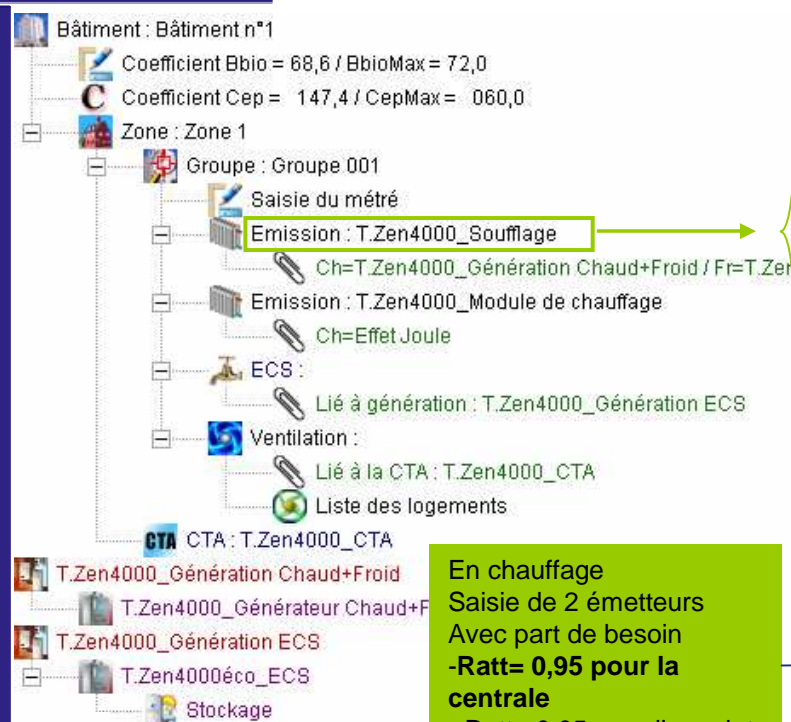 Bâtiment : Bâtiment n°1
Coefficient Bbio = 68,6 / BbioMax = 72,0
C Coefficient Cep = 147,4 / CepMax = 060,0
Zone : Zone 1
Groupe : Groupe 001
Saisie du métré
Emission : T.Zen4000_Soufflage
Ch=T.Zen4000_Génération Chaud+Froid / Fr=T.Zen
Emission : T.Zen4000_Module de chauffage
Ch=Effet Joule
ECS :
Lié à génération : T.Zen4000_Génération ECS
Ventilation :
Lié à la CTA : T.Zen4000_CTA
Liste des logements
CTA CTA : T.Zen4000_CTA
T.Zen4000_Génération Chaud+Froid
T.Zen4000_Générateur Chaud+F
T.Zen4000_Génération ECS
T.Zen4000éco_ECS
Stockage
En chauffage
Saisie de 2 émetteurs
Avec part de besoin
-Ratt= 0,95 pour la
centrale